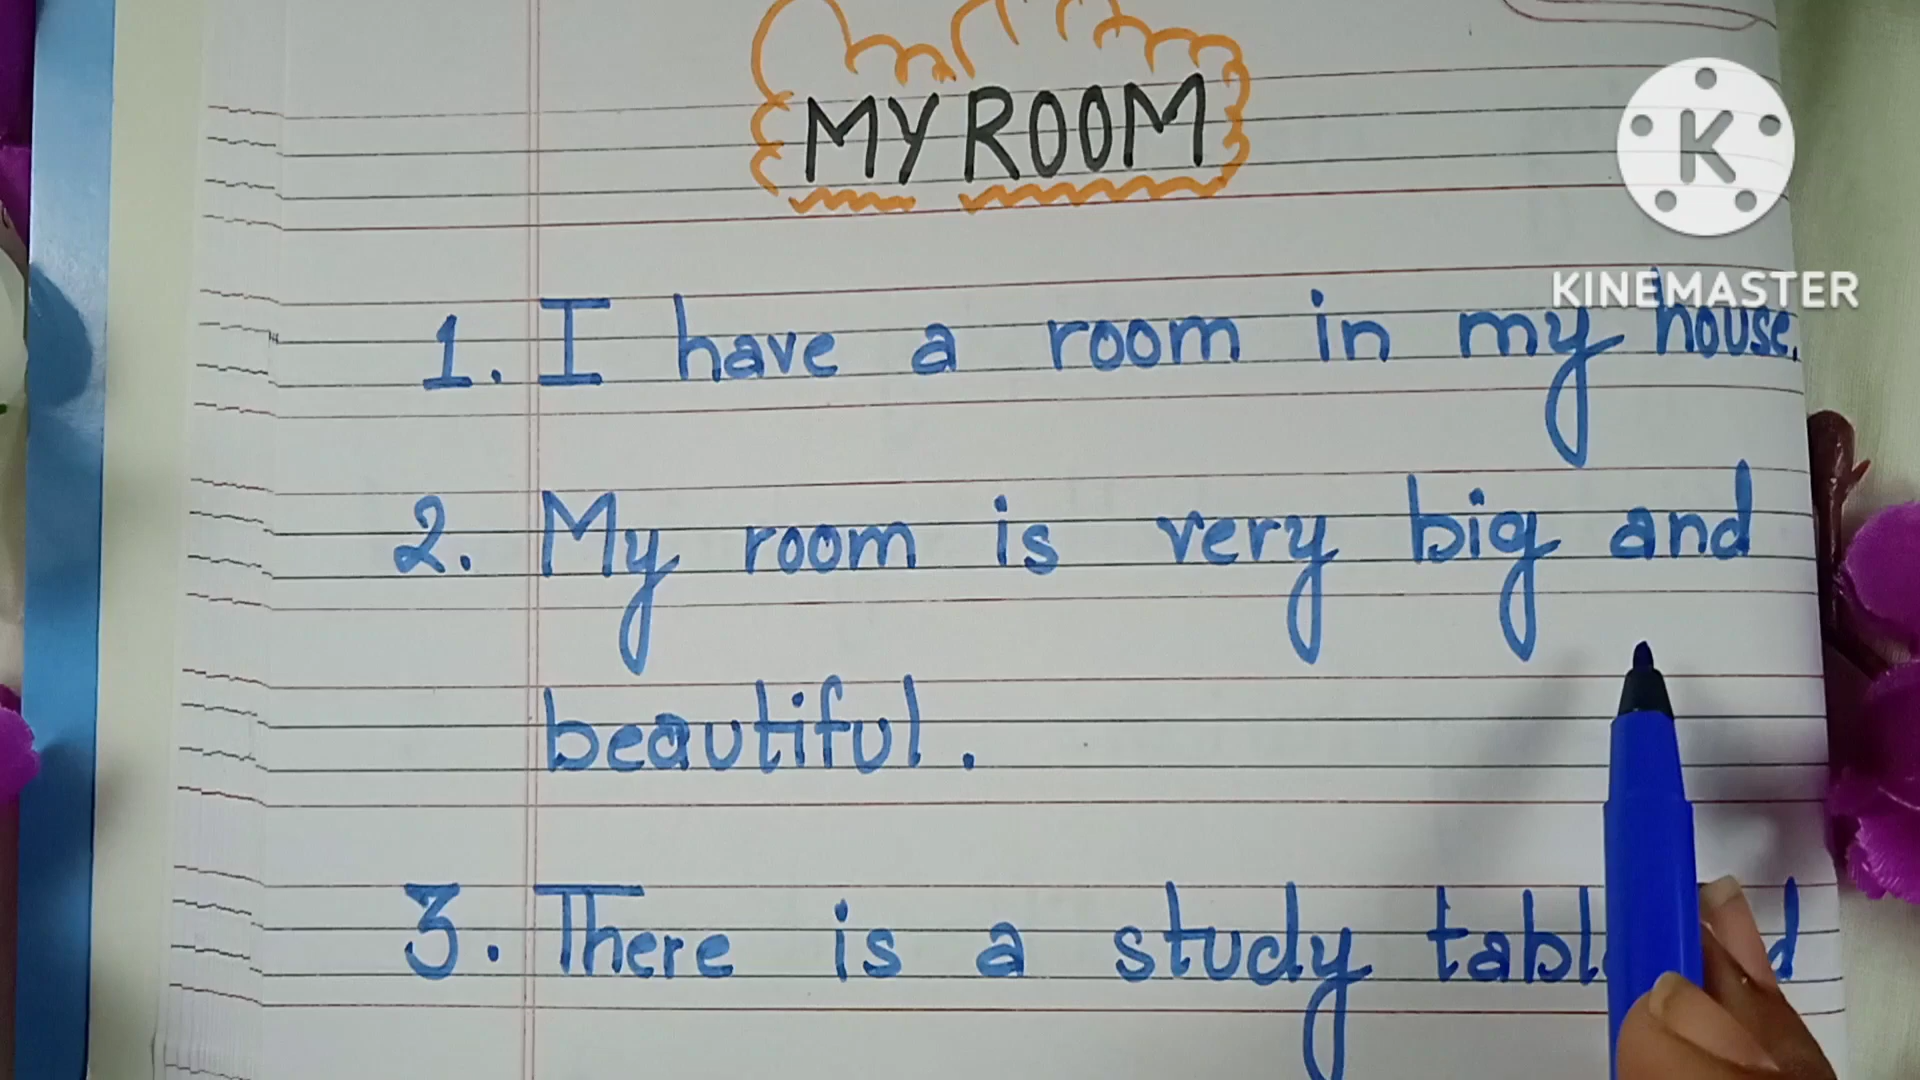 MY ROOM
K
KINEMASTER
1. I have a room in my house.
2. My room is very big and
beautiful.
3. There is a study